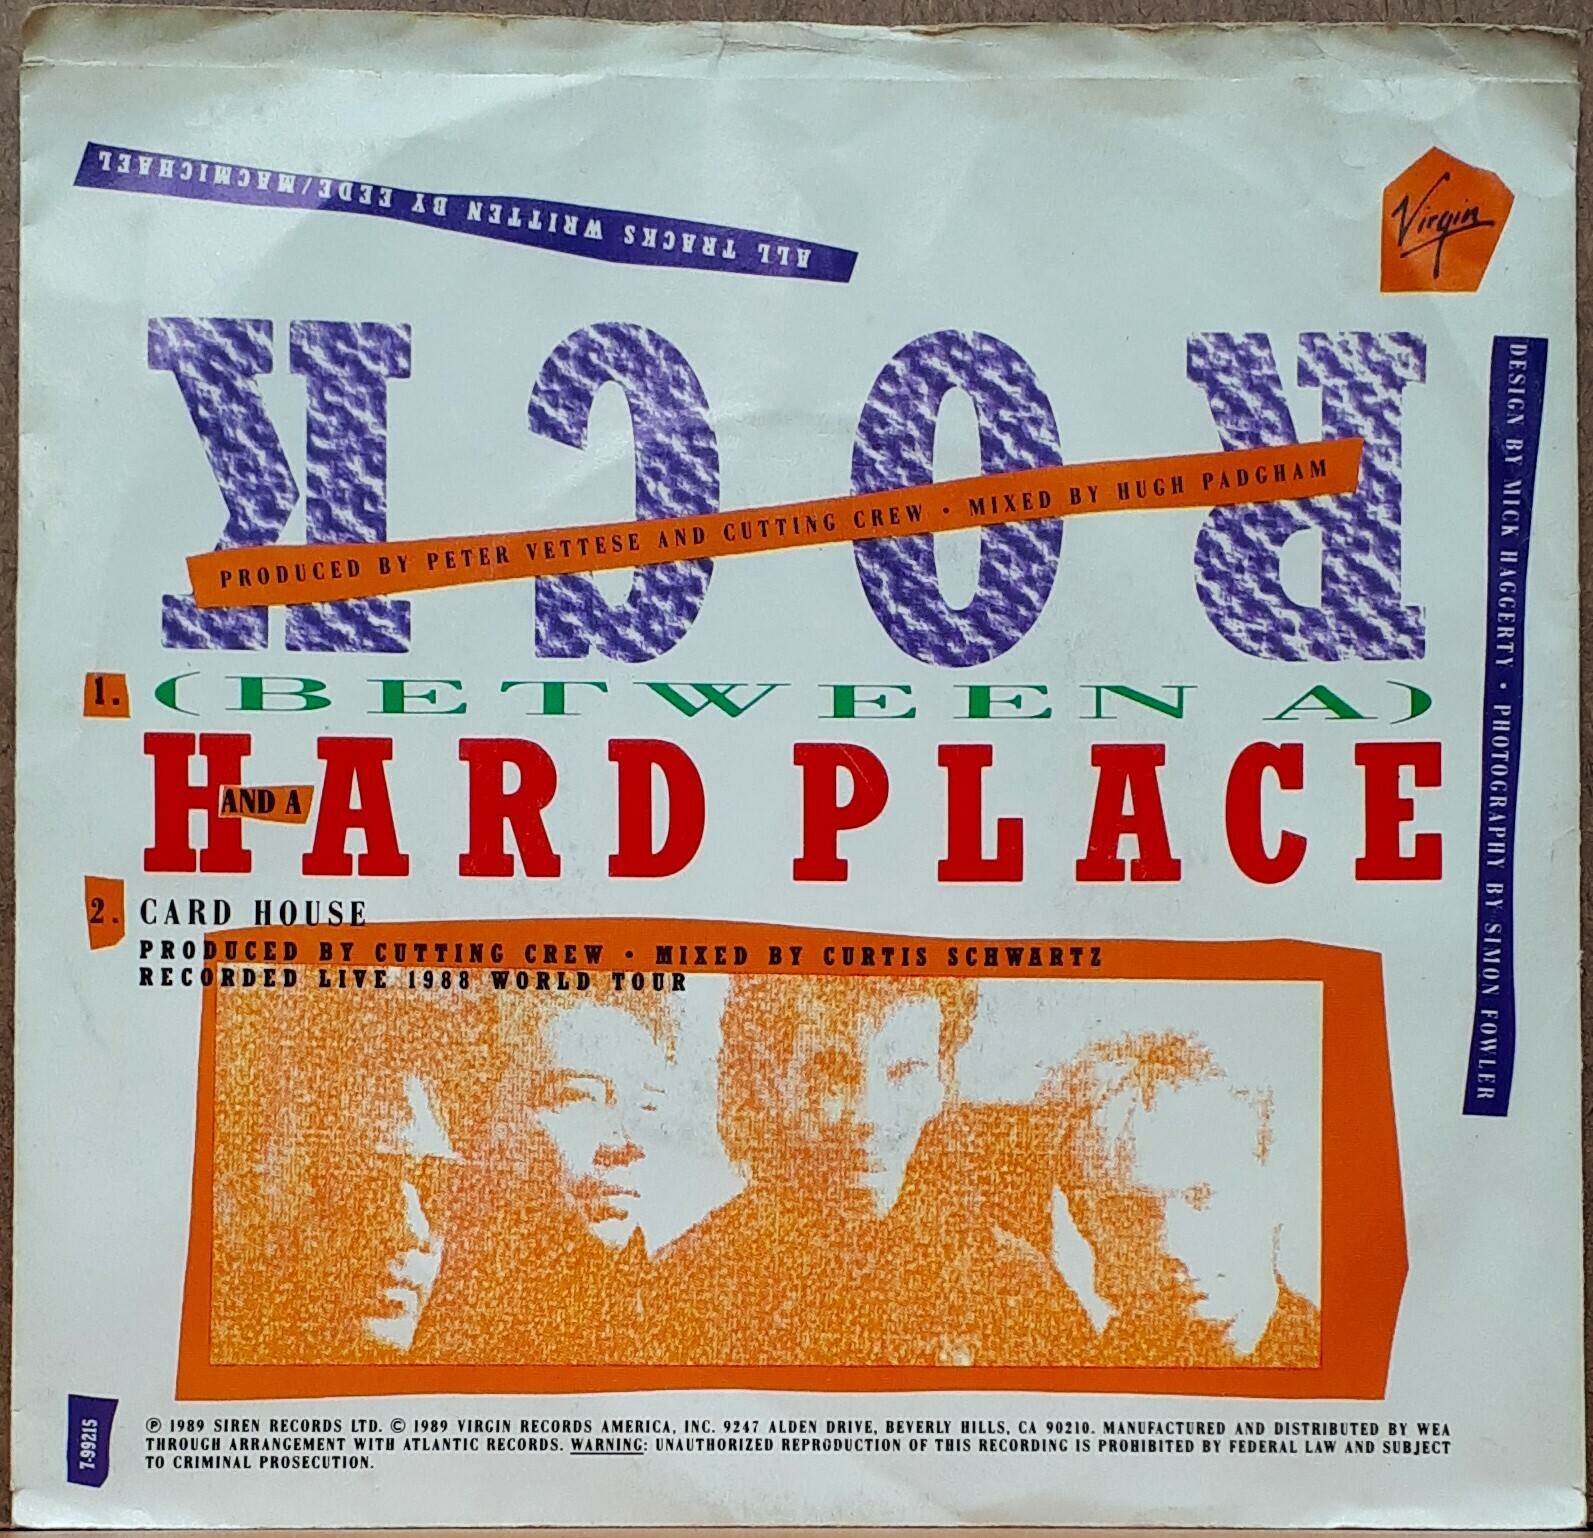 ALL TRACKS WRITTEN BY EEDE/MACMICHAEL
Virgin
ROCK
PRODUCED BY PETER VETTESE AND CUTTING CREW • MIXED BY HUGH PADGHAM
1. (BETWEEN A)
HARD PLACE
AND A
2. CARD HOUSE
PRODUCED BY CUTTING CREW • MIXED BY CURTIS SCHWARTZ
RECORDED LIVE 1988 WORLD TOUR
DESIGN BY MICK HAGGERTY • PHOTOGRAPHY BY SIMON FOWLER
7-99215
℗ 1989 SIREN RECORDS LTD. © 1989 VIRGIN RECORDS AMERICA, INC. 9247 ALDEN DRIVE, BEVERLY HILLS, CA 90210. MANUFACTURED AND DISTRIBUTED BY WEA
THROUGH ARRANGEMENT WITH ATLANTIC RECORDS. WARNING: UNAUTHORIZED REPRODUCTION OF THIS RECORDING IS PROHIBITED BY FEDERAL LAW AND SUBJECT
TO CRIMINAL PROSECUTION.